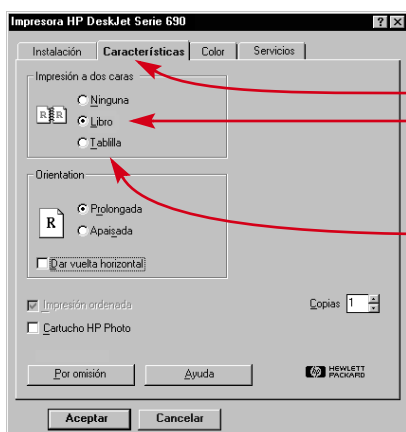 Impresora HP DeskJet Serie 690
Instalación Características Color Servicios
Impresión a dos caras
Ninguna
R R Libro
Tablilla
Orientation
Prolongada
R
Apaisada
Dar vuelta horizontal
Impresión ordenada
Copias 1
Cartucho HP Photo
Por omisión Ayuda
hp HEWLETT
PACKARD
Aceptar Cancelar